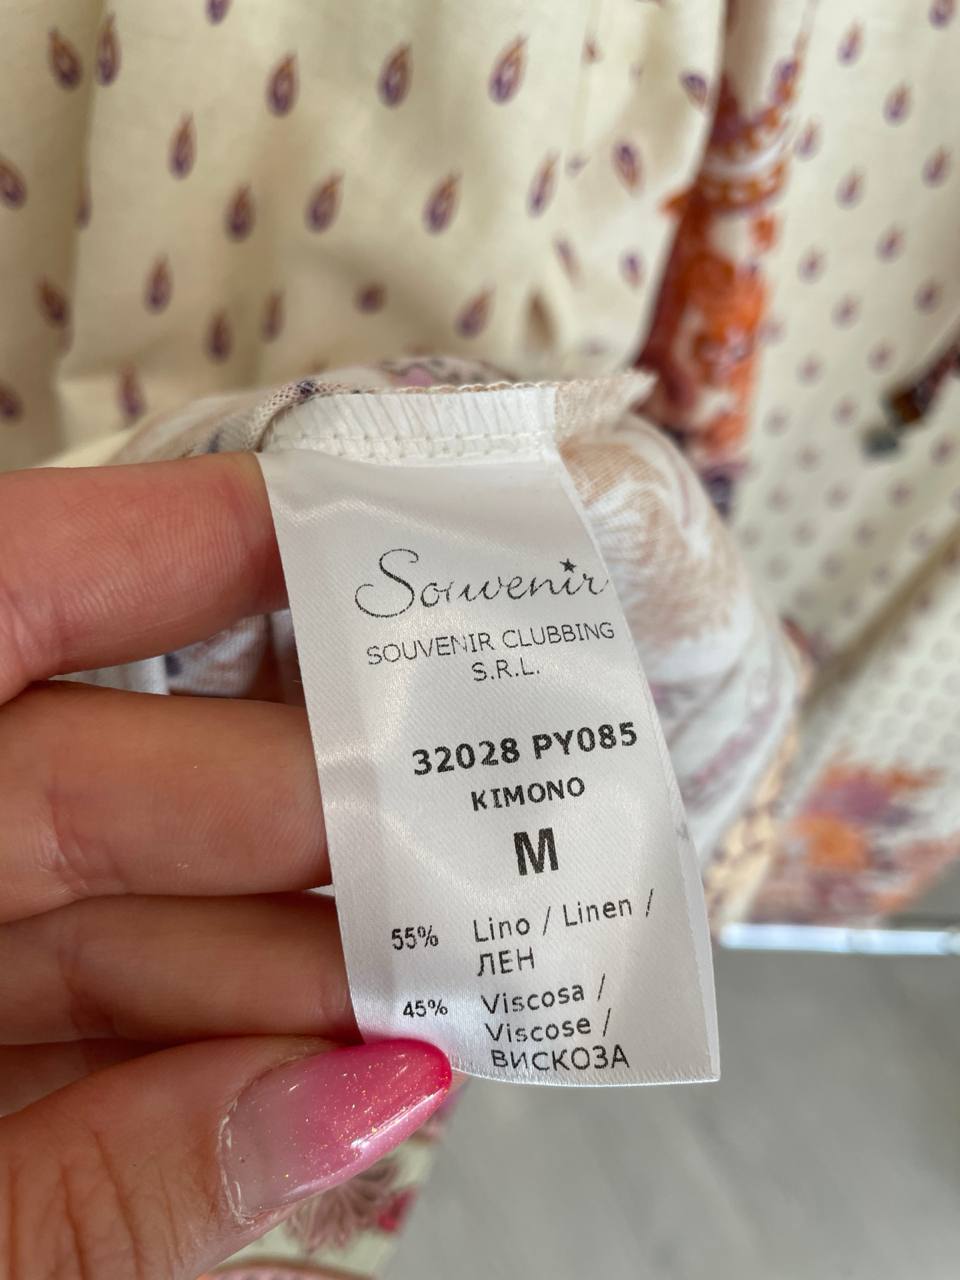 Souvenir
SOUVENIR CLUBBING
S.R.L.
32028 PY085
KIMONO
M
55% Lino / Linen /
ЛЕН
45% Viscosa /
Viscose /
ВИСКОЗА